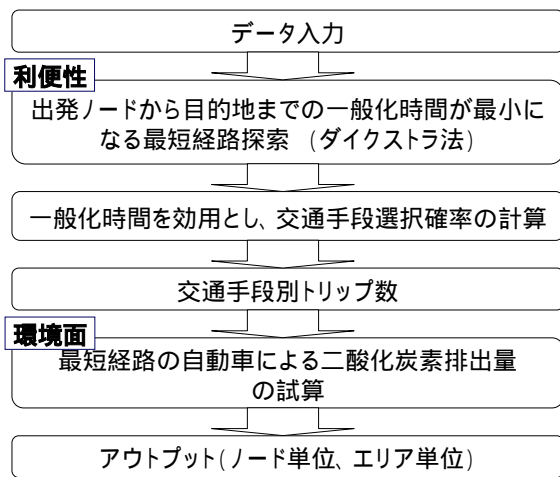 データ入力
利便性
出発ノードから目的地までの一般化時間が最小に
なる最短経路探索 (ダイクストラ法)
一般化時間を効用とし、交通手段選択確率の計算
交通手段別トリップ数
環境面
最短経路の自動車による二酸化炭素排出量
の試算
アウトプット(ノード単位、エリア単位)